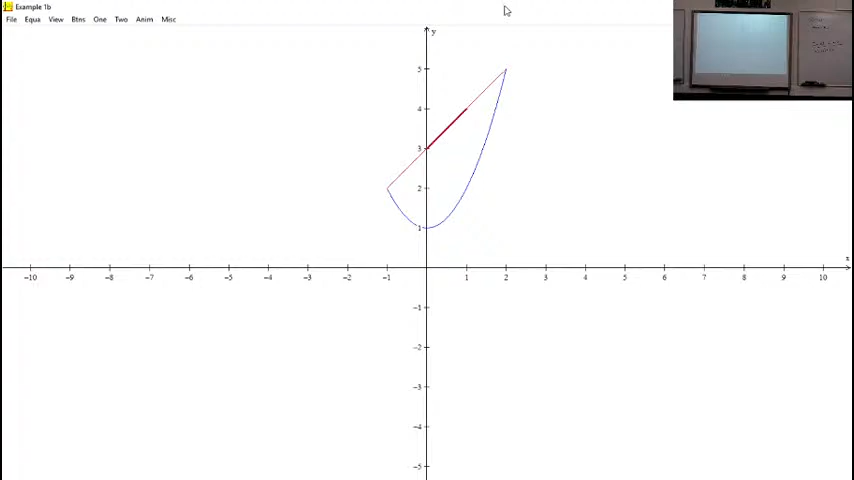 Example 1b
File Equa View Btns One Two Anim Misc
y
5
4
3
2
1
x
-10 -9 -8 -7 -6 -5 -4 -3 -2 -1 1 2 3 4 5 6 7 8 9 10
-1
-2
-3
-4
-5